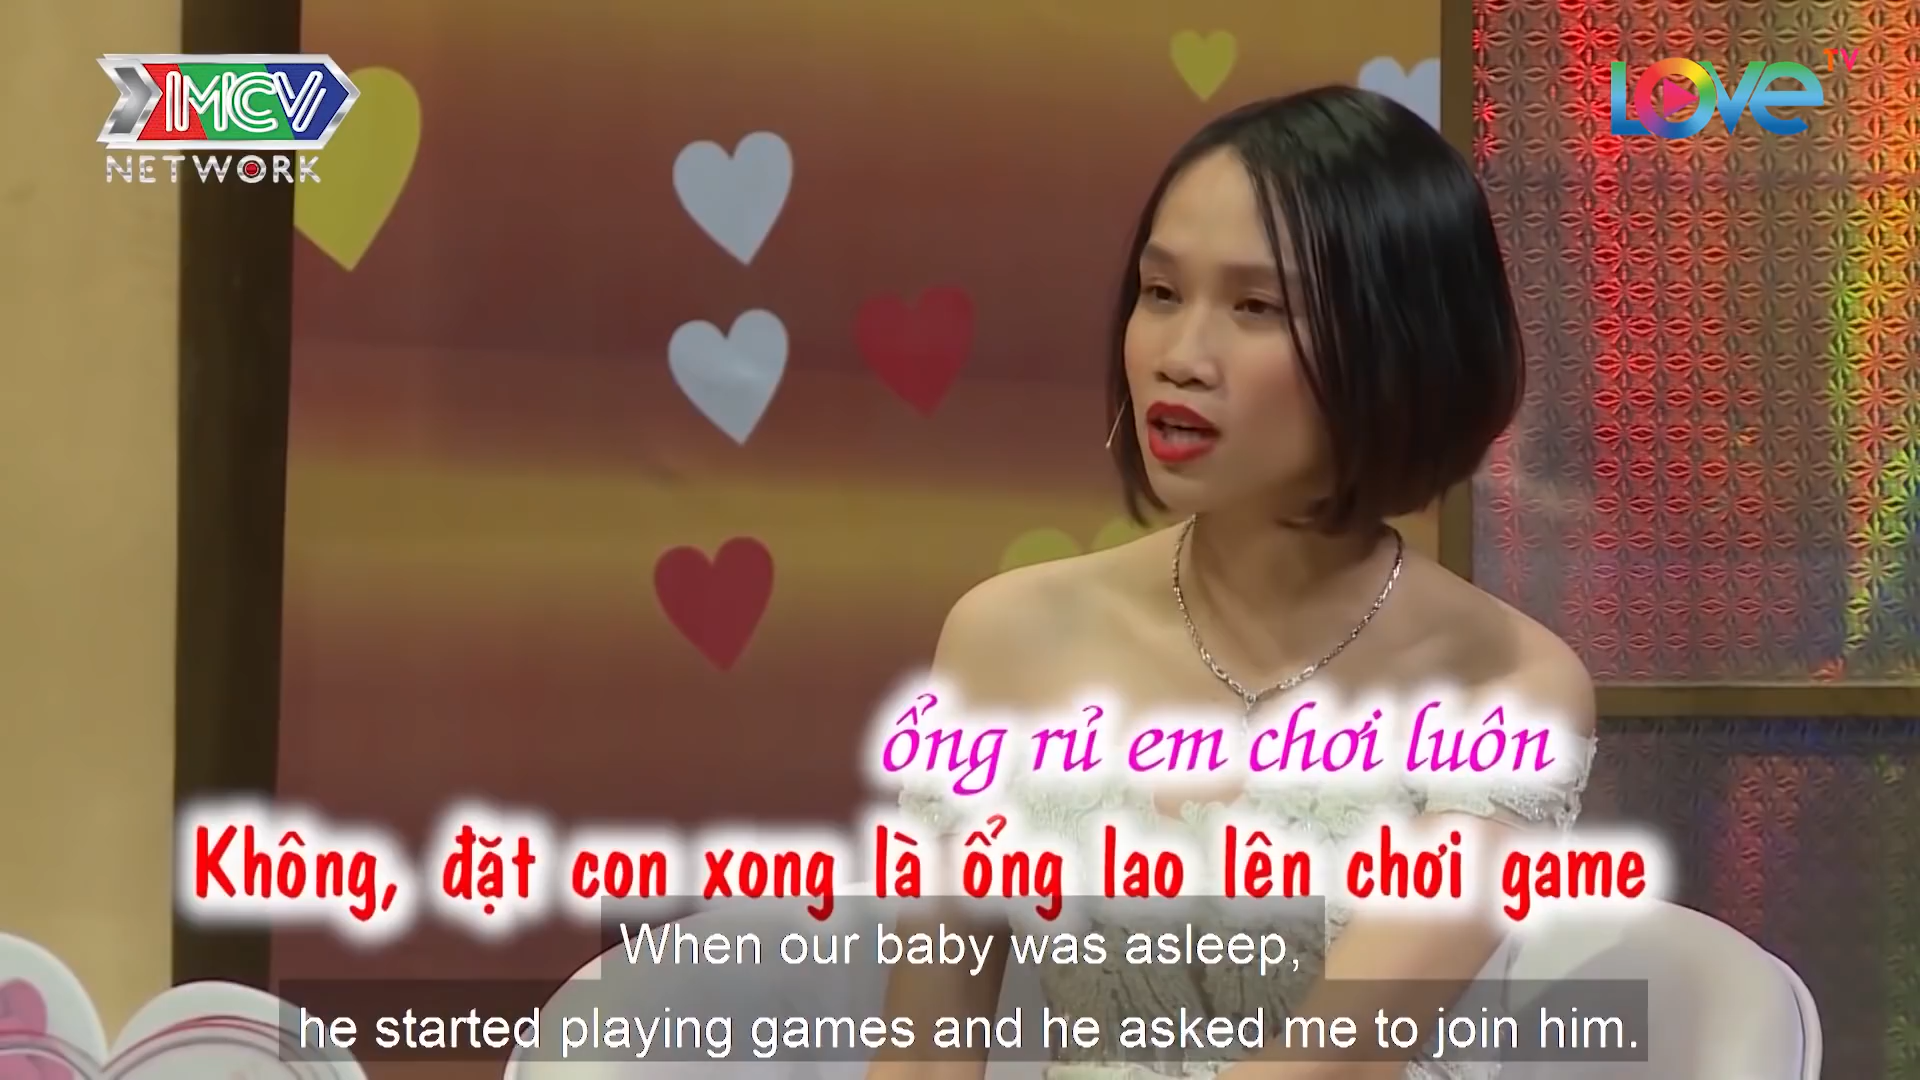 MCV
NETWORK
LOVE TV
ổng rủ em chơi luôn
Không, đặt con xong là ổng lao lên chơi game
When our baby was asleep,
he started playing games and he asked me to join him.